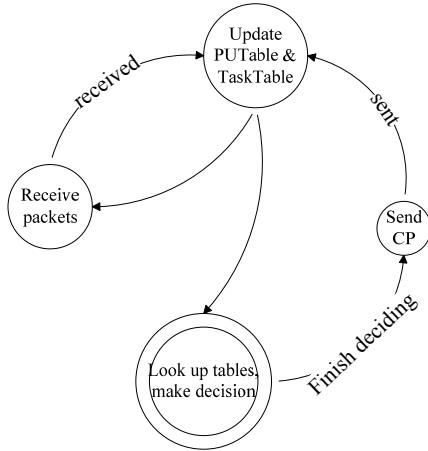 Update
PUTable &
TaskTable
received
sent
Receive
packets
Send
CP
Look up tables,
make decision
Finish deciding